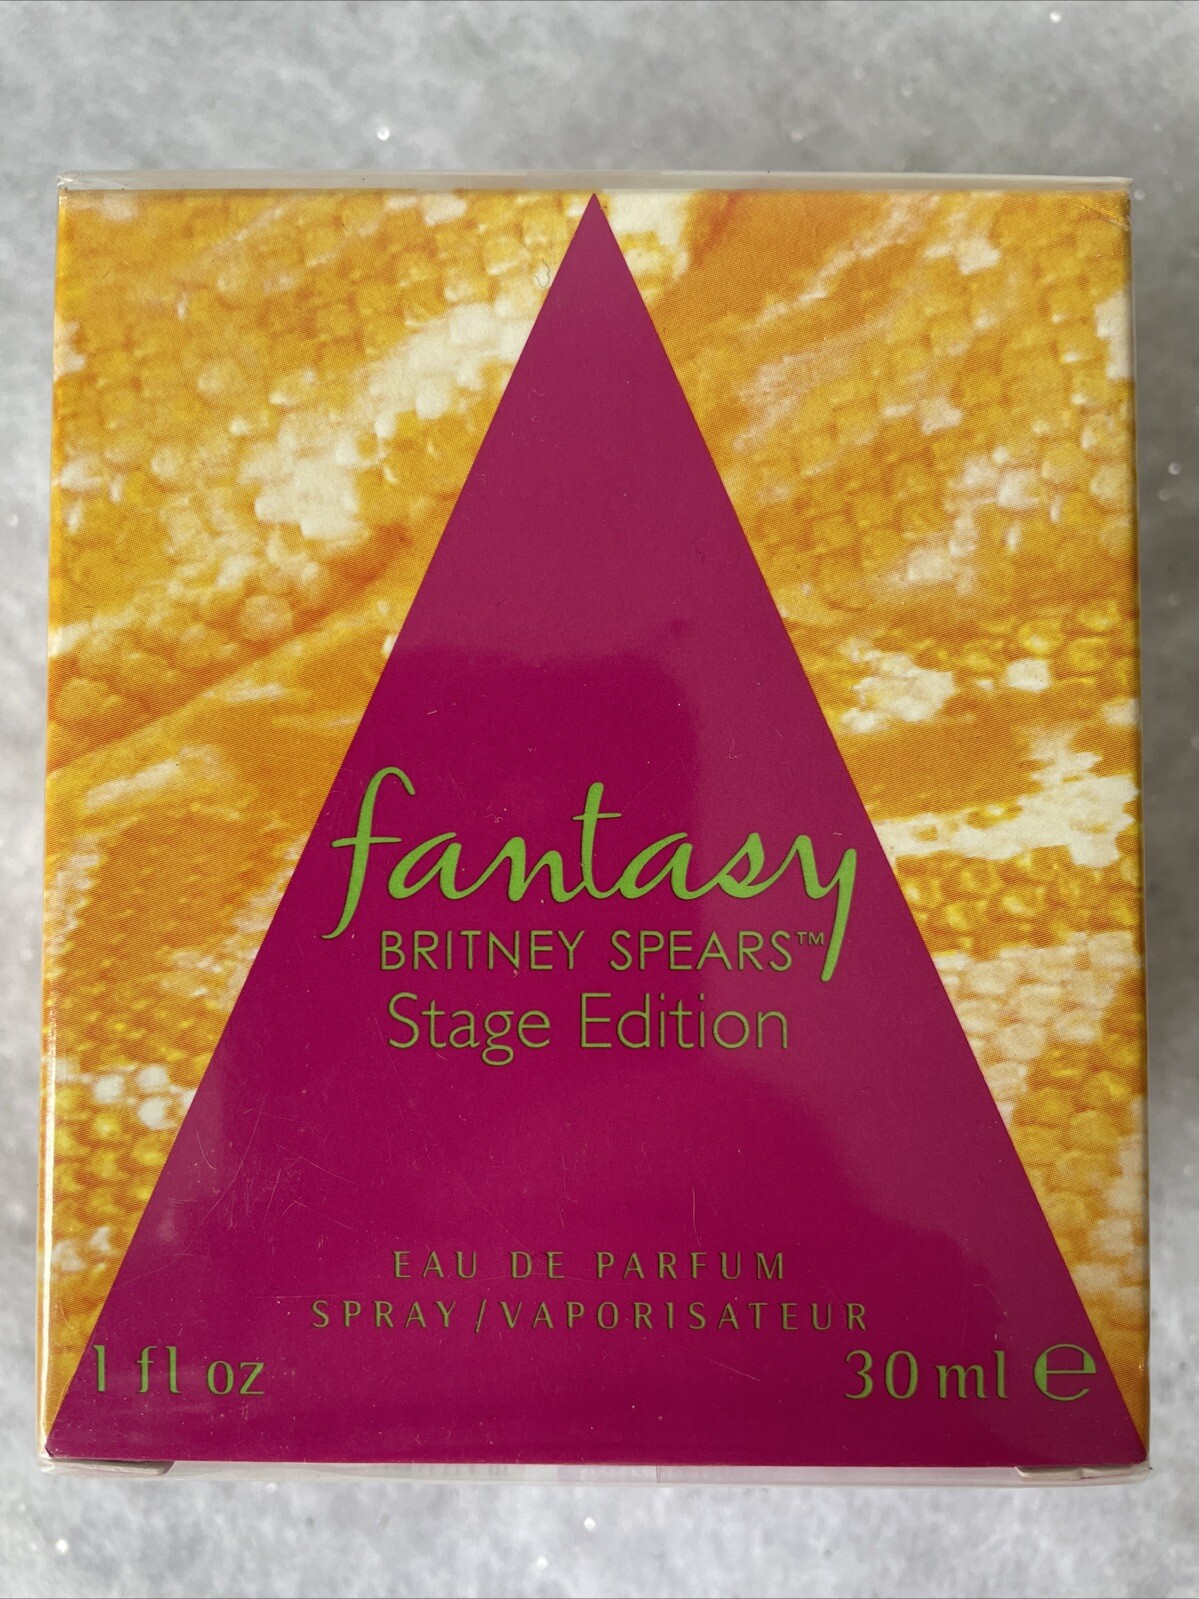 fantasy
BRITNEY SPEARS™
Stage Edition
EAU DE PARFUM
SPRAY/VAPORISATEUR
1 fl oz
30 ml ℮